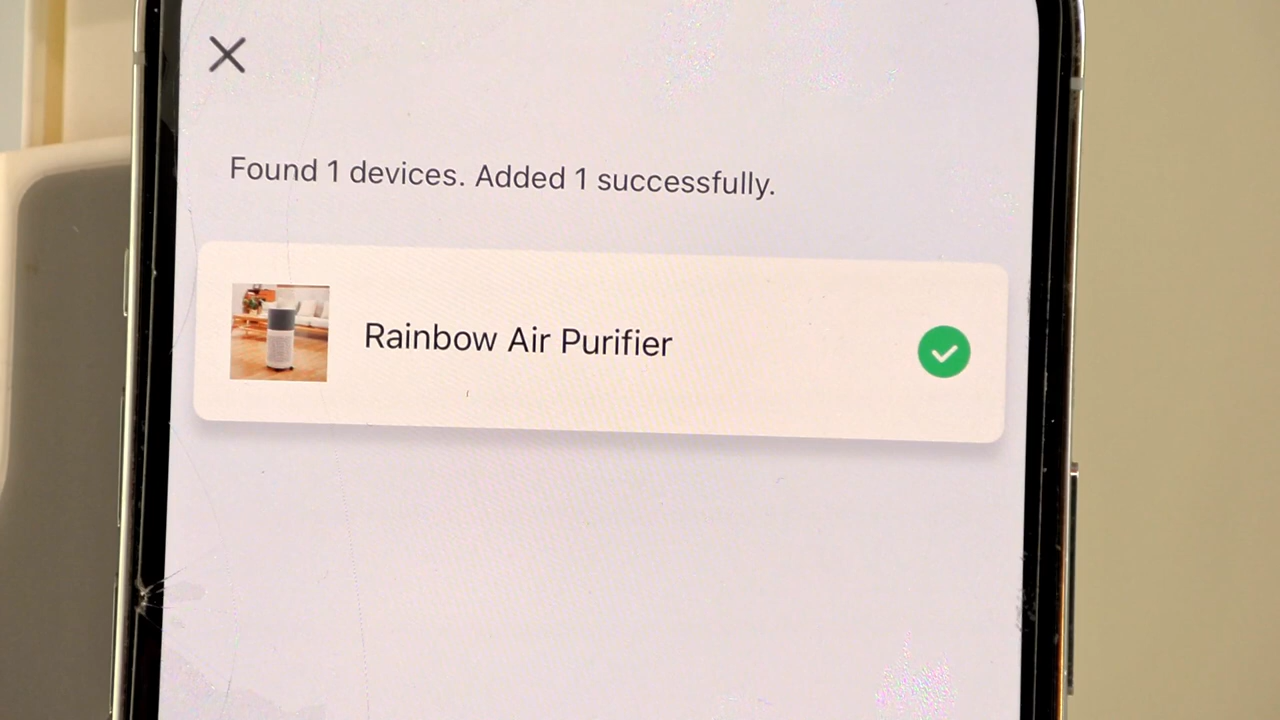 Found 1 devices. Added 1 successfully.
Rainbow Air Purifier